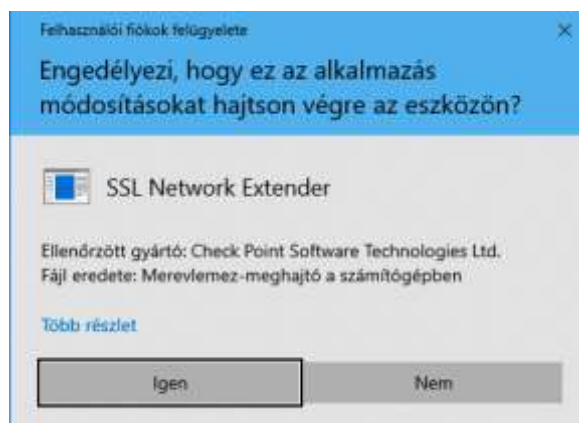 Felhasználói fiókok felügyelete
Engedélyezi, hogy ez az alkalmazás
módosításokat hajtson végre az eszközön?
SSL Network Extender
Ellenőrzött gyártó: Check Point Software Technologies Ltd.
Fájl eredete: Merevlemez-meghajtó a számítógépben
Több részlet
Igen
Nem